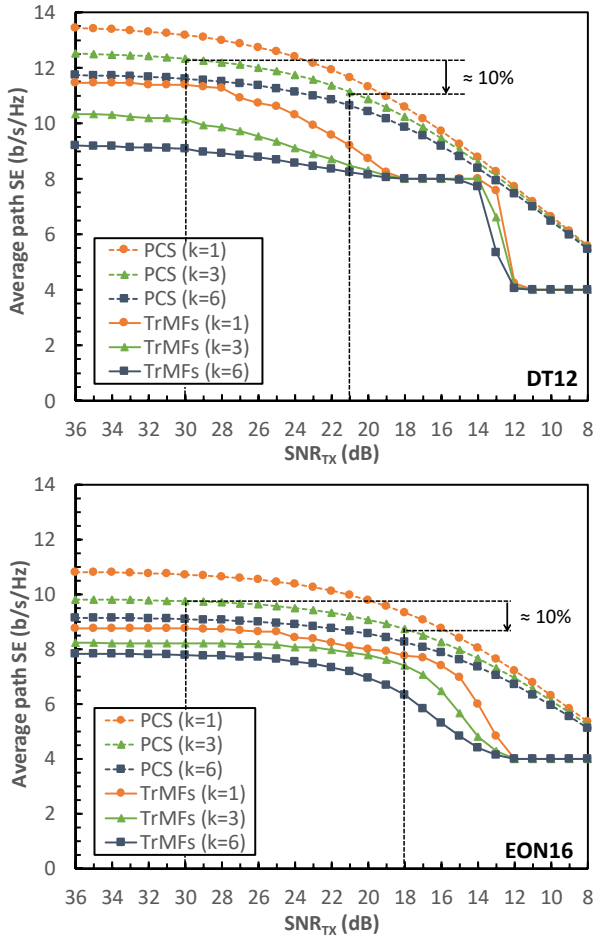 14
12
10
8
6
4
2
0
Average path SE (b/s/Hz)
≈ 10%
PCS (k=1)
PCS (k=3)
PCS (k=6)
TrMFs (k=1)
TrMFs (k=3)
TrMFs (k=6)
DT12
36 34 32 30 28 26 24 22 20 18 16 14 12 10 8
SNRTX (dB)
14
12
10
8
6
4
2
0
Average path SE (b/s/Hz)
≈ 10%
PCS (k=1)
PCS (k=3)
PCS (k=6)
TrMFs (k=1)
TrMFs (k=3)
TrMFs (k=6)
EON16
36 34 32 30 28 26 24 22 20 18 16 14 12 10 8
SNRTX (dB)